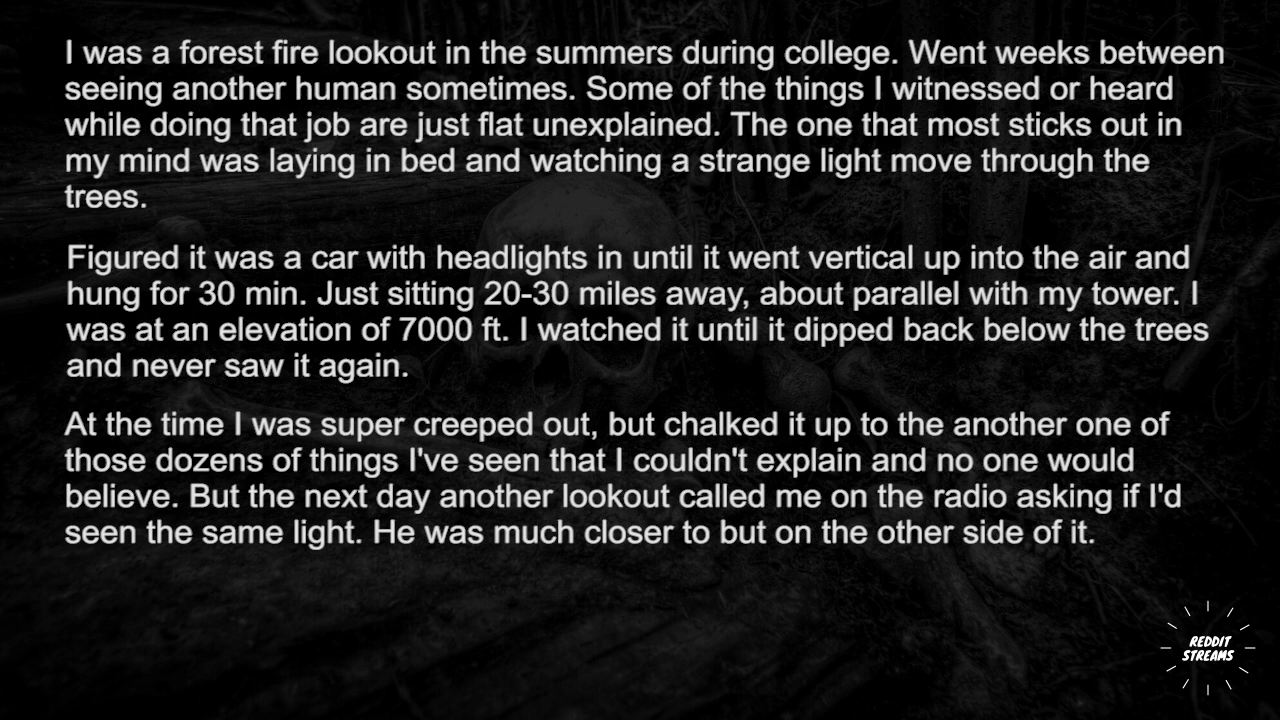 I was a forest fire lookout in the summers during college. Went weeks between
seeing another human sometimes. Some of the things I witnessed or heard
while doing that job are just flat unexplained. The one that most sticks out in
my mind was laying in bed and watching a strange light move through the
trees.
Figured it was a car with headlights in until it went vertical up into the air and
hung for 30 min. Just sitting 20-30 miles away, about parallel with my tower. I
was at an elevation of 7000 ft. I watched it until it dipped back below the trees
and never saw it again.
At the time I was super creeped out, but chalked it up to the another one of
those dozens of things I've seen that I couldn't explain and no one would
believe. But the next day another lookout called me on the radio asking if I'd
seen the same light. He was much closer to but on the other side of it.
REDDIT
STREAMS